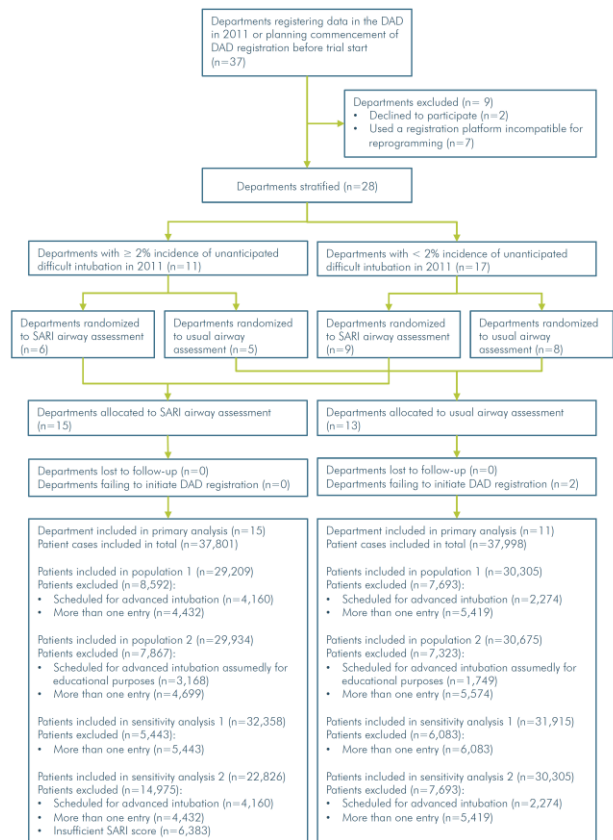 Departments registering data in the DAD
in 2011 or planning commencement of
DAD registration before trial start
(n=37)
Departments excluded (n= 9)
• Declined to participate (n=2)
• Used a registration platform incompatible for
reprogramming (n=7)
Departments stratified (n=28)
Departments with ≥ 2% incidence of unanticipated
difficult intubation in 2011 (n=11)
Departments with < 2% incidence of unanticipated
difficult intubation in 2011 (n=17)
Departments randomized
to SARI airway assessment
(n=6)
Departments randomized
to usual airway
assessment (n=5)
Departments randomized
to SARI airway assessment
(n=9)
Departments randomized
to usual airway
assessment (n=8)
Departments allocated to SARI airway assessment
(n=15)
Departments allocated to usual airway assessment
(n=13)
Departments lost to follow-up (n=0)
Departments failing to initiate DAD registration (n=0)
Departments lost to follow-up (n=0)
Departments failing to initiate DAD registration (n=2)
Department included in primary analysis (n=15)
Patient cases included in total (n=37,801)
Patients included in population 1 (n=29,209)
Patients excluded (n=8,592):
• Scheduled for advanced intubation (n=4,160)
• More than one entry (n=4,432)
Patients included in population 2 (n=29,934)
Patients excluded (n=7,867):
• Scheduled for advanced intubation assumedly for
educational purposes (n=3,168)
• More than one entry (n=4,699)
Patients included in sensitivity analysis 1 (n=32,358)
Patients excluded (n=5,443):
• More than one entry (n=5,443)
Patients included in sensitivity analysis 2 (n=22,826)
Patients excluded (n=14,975):
• Scheduled for advanced intubation (n=4,160)
• More than one entry (n=4,432)
• Insufficient SARI score (n=6,383)
Department included in primary analysis (n=11)
Patient cases included in total (n=37,998)
Patients included in population 1 (n=30,305)
Patients excluded (n=7,693):
• Scheduled for advanced intubation (n=2,274)
• More than one entry (n=5,419)
Patients included in population 2 (n=30,675)
Patients excluded (n=7,323):
• Scheduled for advanced intubation assumedly for
educational purposes (n=1,749)
• More than one entry (n=5,574)
Patients included in sensitivity analysis 1 (n=31,915)
Patients excluded (n=6,083):
• More than one entry (n=6,083)
Patients included in sensitivity analysis 2 (n=30,305)
Patients excluded (n=7,693):
• Scheduled for advanced intubation (n=2,274)
• More than one entry (n=5,419)